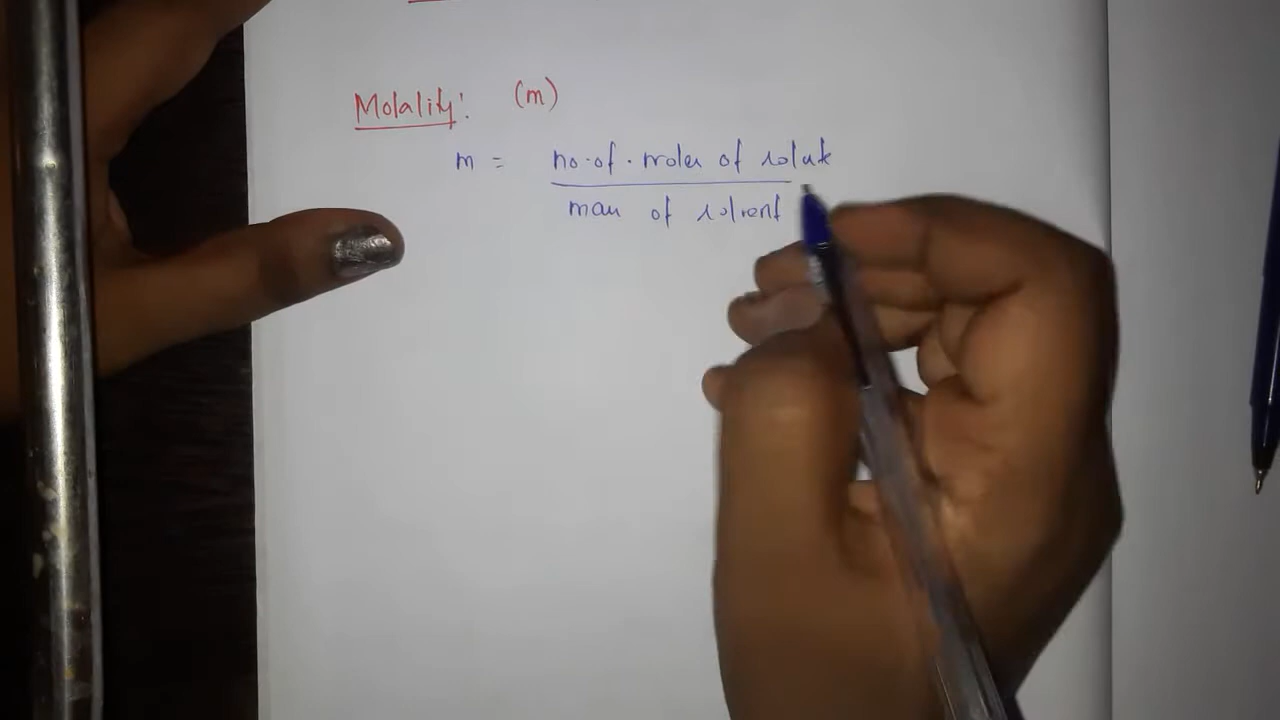 Molality: (m)
m = no. of. moles of solute
mass of solvent